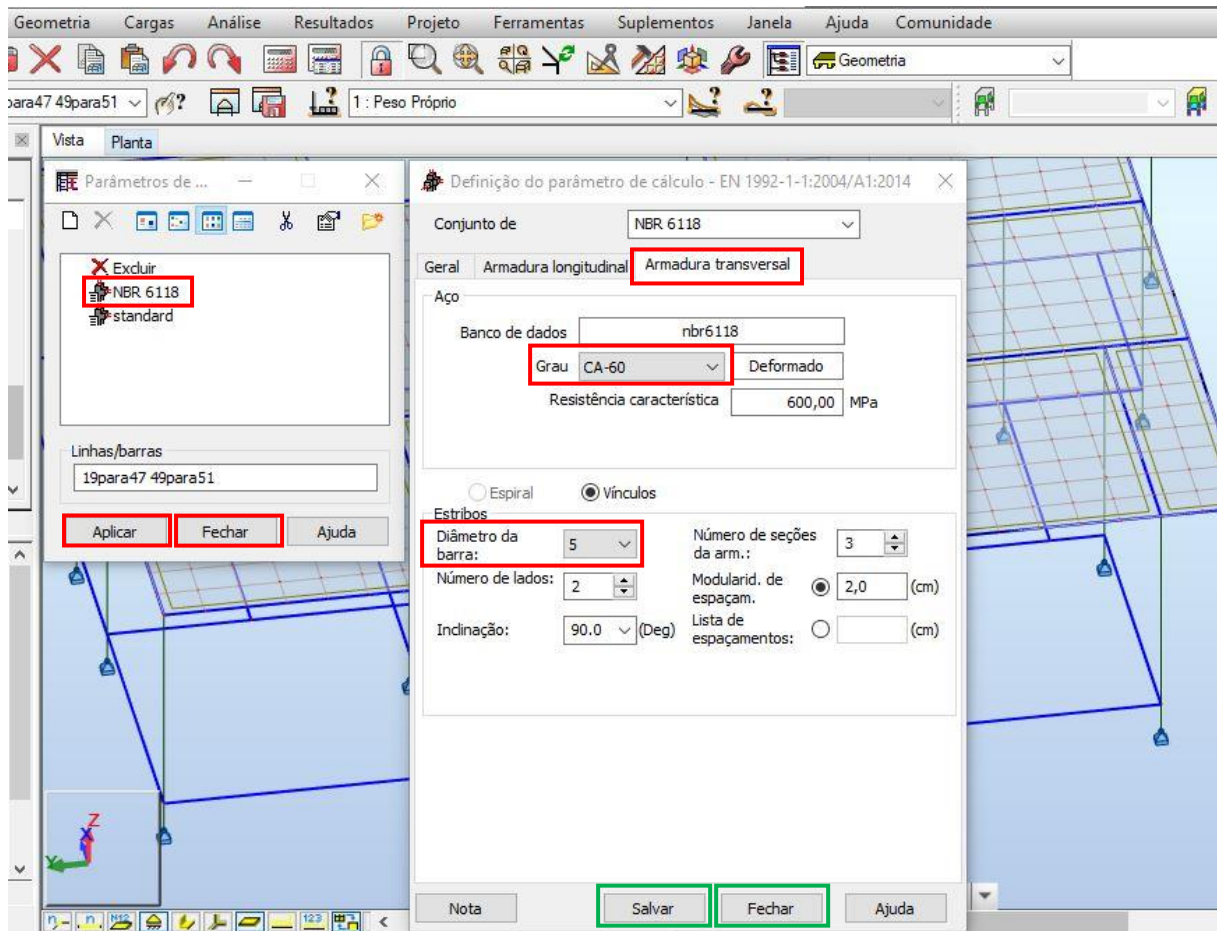 Geometria Cargas Análise Resultados Projeto Ferramentas Suplementos Janela Ajuda Comunidade
Geometria
para47 49para51 1 : Peso Próprio
Vista Planta
Parâmetros de ...
Excluir
NBR 6118
standard
Linhas/barras
19para47 49para51
Aplicar Fechar Ajuda
Definição do parâmetro de cálculo - EN 1992-1-1:2004/A1:2014
Conjunto de NBR 6118
Geral Armadura longitudinal Armadura transversal
Aço
Banco de dados nbr6118
Grau CA-60 Deformado
Resistência característica 600,00 MPa
Espiral Vínculos
Estribos
Diâmetro da barra: 5
Número de seções da arm.: 3
Número de lados: 2
Modularid. de espaçam. 2,0 (cm)
Inclinação: 90.0 (Deg)
Lista de espaçamentos: (cm)
Nota Salvar Fechar Ajuda
Z
X
Y